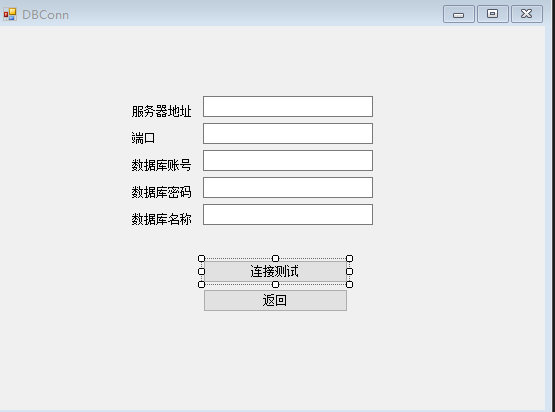 DBConn
服务器地址
端口
数据库账号
数据库密码
数据库名称
连接测试
返回